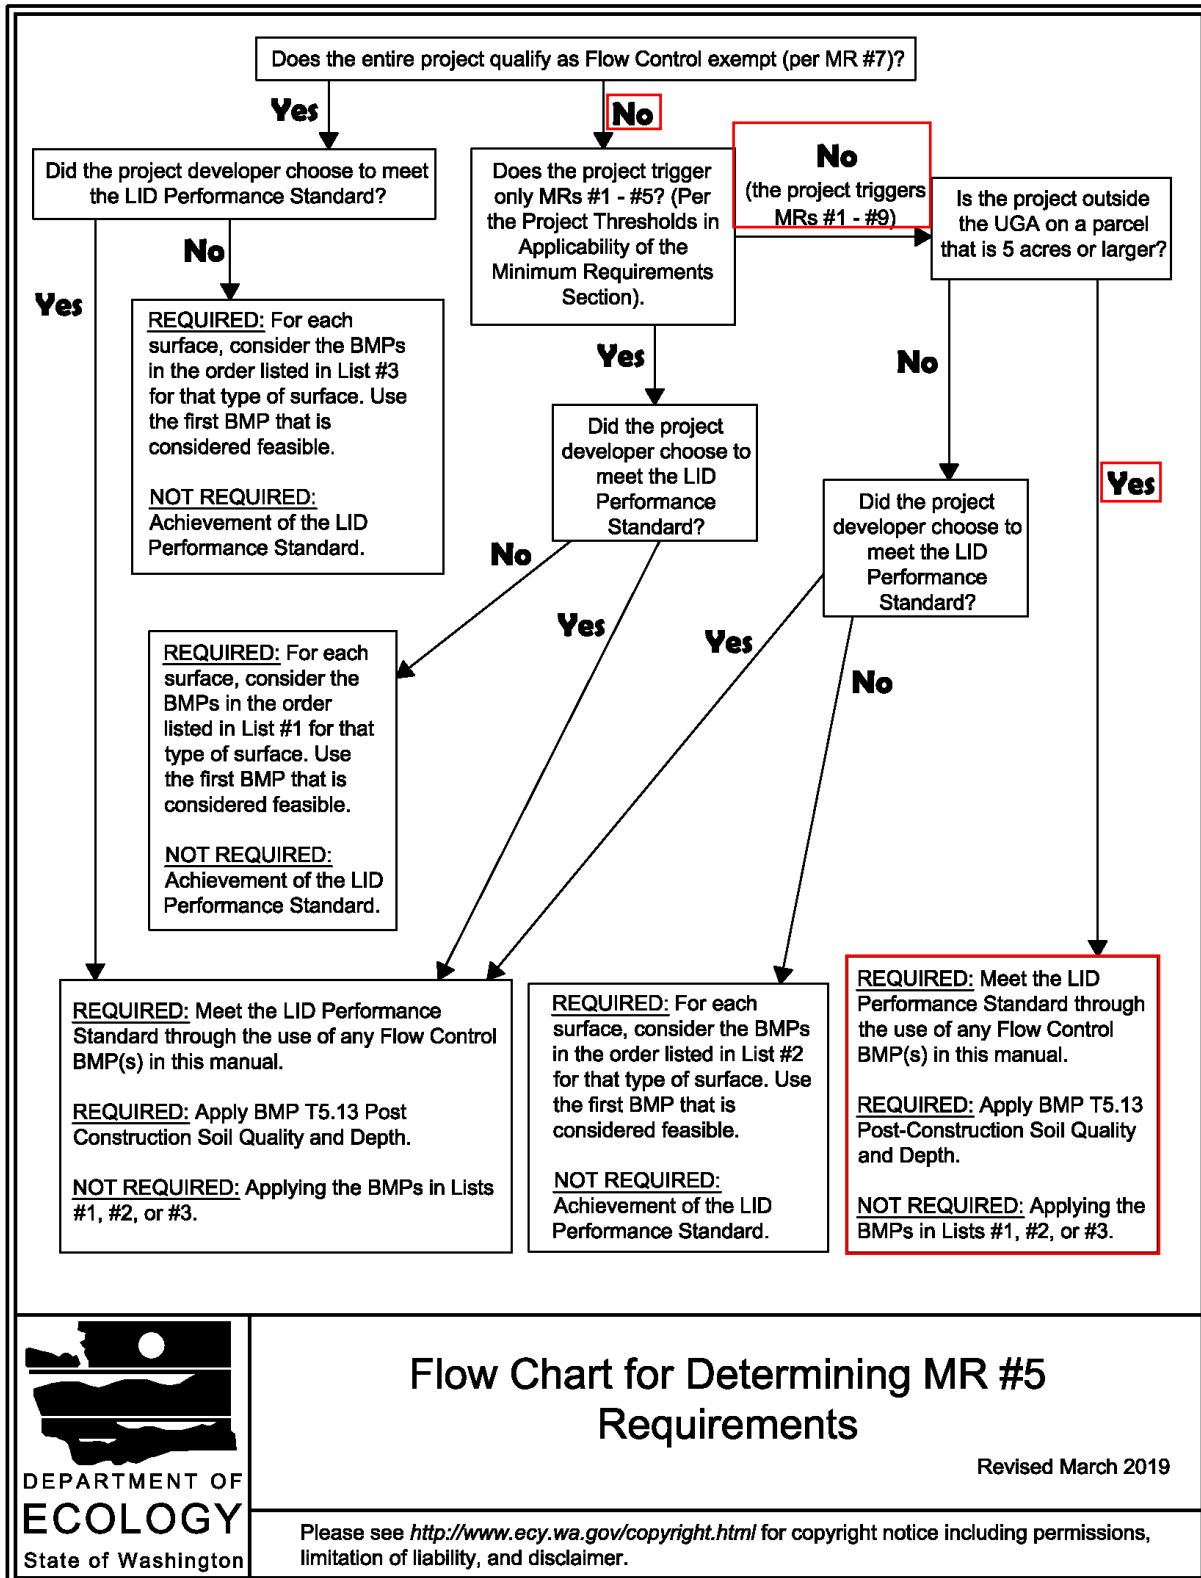 Does the entire project qualify as Flow Control exempt (per MR #7)?
Yes
No
Did the project developer choose to meet
the LID Performance Standard?
Does the project trigger
only MRs #1 - #5? (Per
the Project Thresholds in
Applicability of the
Minimum Requirements
Section).
No
(the project triggers
MRs #1 - #9)
Is the project outside
the UGA on a parcel
that is 5 acres or larger?
Yes
No
REQUIRED: For each
surface, consider the BMPs
in the order listed in List #3
for that type of surface. Use
the first BMP that is
considered feasible.
NOT REQUIRED:
Achievement of the LID
Performance Standard.
Yes
No
Yes
Did the project
developer choose to
meet the LID
Performance
Standard?
Did the project
developer choose to
meet the LID
Performance
Standard?
No
Yes
Yes
No
REQUIRED: For each
surface, consider the
BMPs in the order
listed in List #1 for that
type of surface. Use
the first BMP that is
considered feasible.
NOT REQUIRED:
Achievement of the LID
Performance Standard.
REQUIRED: Meet the LID Performance
Standard through the use of any Flow Control
BMP(s) in this manual.
REQUIRED: Apply BMP T5.13 Post
Construction Soil Quality and Depth.
NOT REQUIRED: Applying the BMPs in Lists
#1, #2, or #3.
REQUIRED: For each
surface, consider the BMPs
in the order listed in List #2
for that type of surface. Use
the first BMP that is
considered feasible.
NOT REQUIRED:
Achievement of the LID
Performance Standard.
REQUIRED: Meet the LID
Performance Standard through
the use of any Flow Control
BMP(s) in this manual.
REQUIRED: Apply BMP T5.13
Post-Construction Soil Quality
and Depth.
NOT REQUIRED: Applying the
BMPs in Lists #1, #2, or #3.
DEPARTMENT OF
ECOLOGY
State of Washington
Flow Chart for Determining MR #5
Requirements
Revised March 2019
Please see http://www.ecy.wa.gov/copyright.html for copyright notice including permissions,
limitation of liability, and disclaimer.